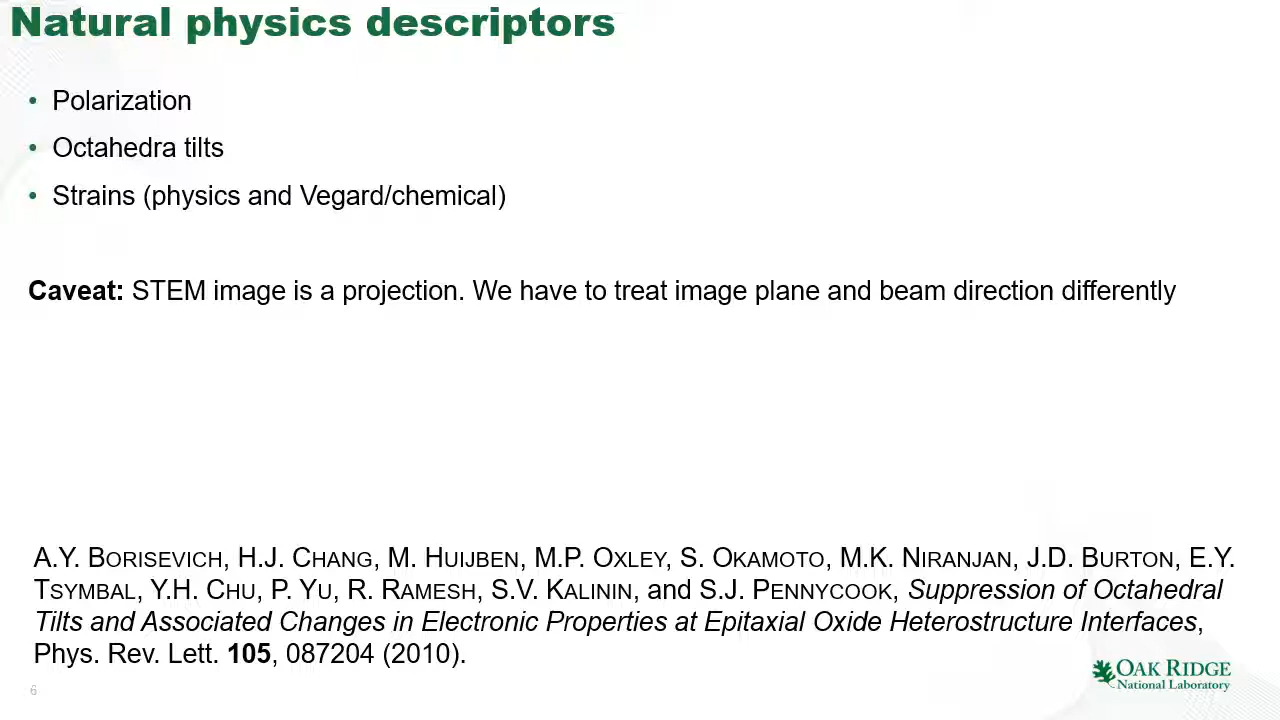 Natural physics descriptors
• Polarization
• Octahedra tilts
• Strains (physics and Vegard/chemical)
Caveat: STEM image is a projection. We have to treat image plane and beam direction differently
A.Y. BORISEVICH, H.J. CHANG, M. HUIJBEN, M.P. OXLEY, S. OKAMOTO, M.K. NIRANJAN, J.D. BURTON, E.Y.
TSYMBAL, Y.H. CHU, P. YU, R. RAMESH, S.V. KALININ, and S.J. PENNYCOOK, Suppression of Octahedral
Tilts and Associated Changes in Electronic Properties at Epitaxial Oxide Heterostructure Interfaces,
Phys. Rev. Lett. 105, 087204 (2010).
6
OAK RIDGE
National Laboratory